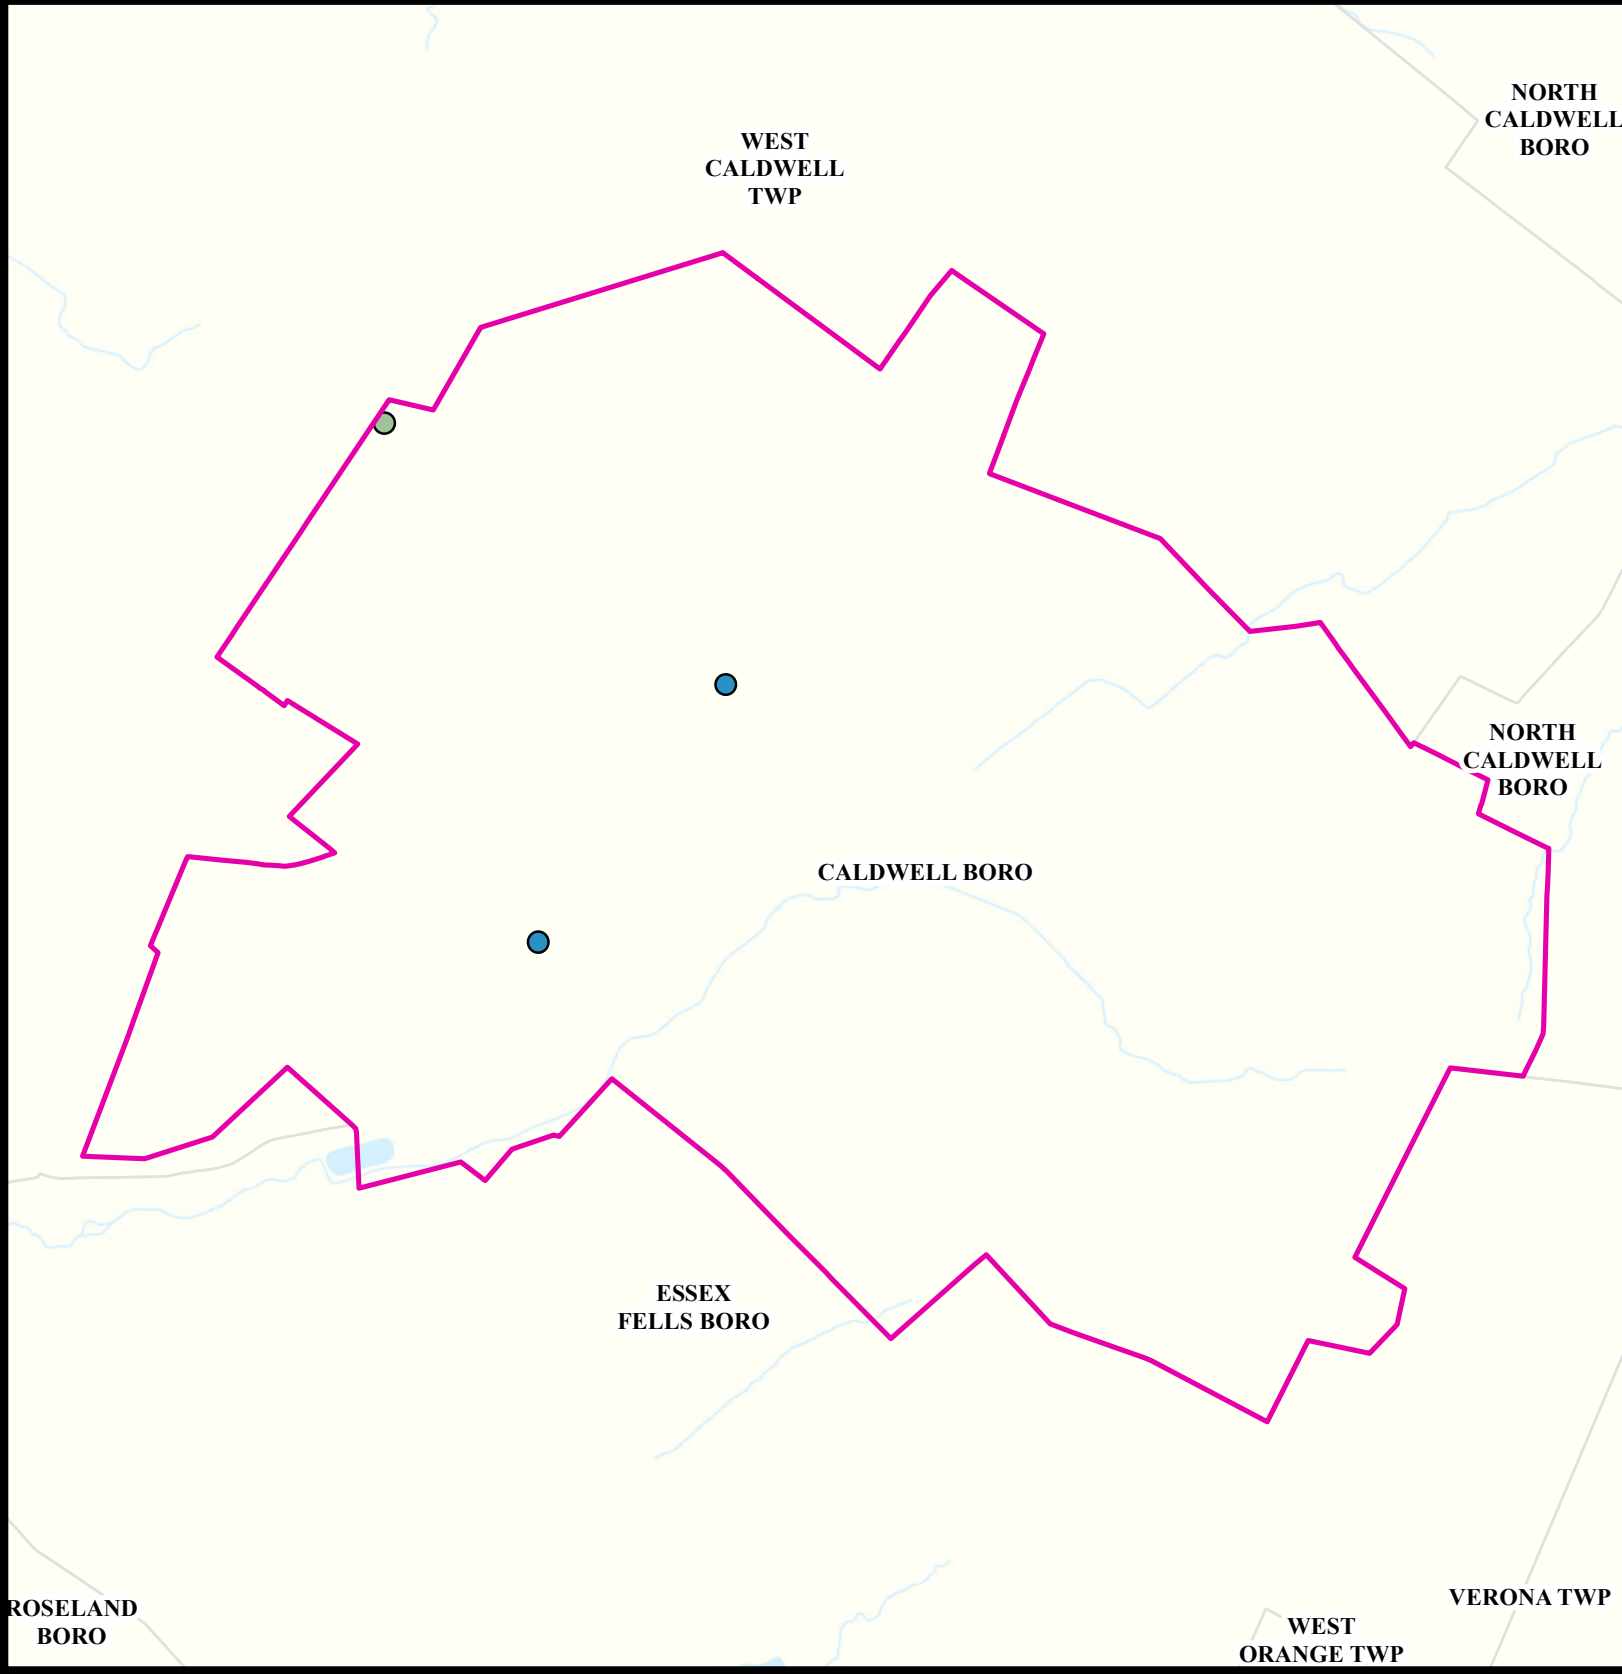 NORTH
CALDWELL
BORO
WEST
CALDWELL
TWP
NORTH
CALDWELL
BORO
CALDWELL BORO
ESSEX
FELLS BORO
VERONA TWP
ROSELAND
BORO
WEST
ORANGE TWP